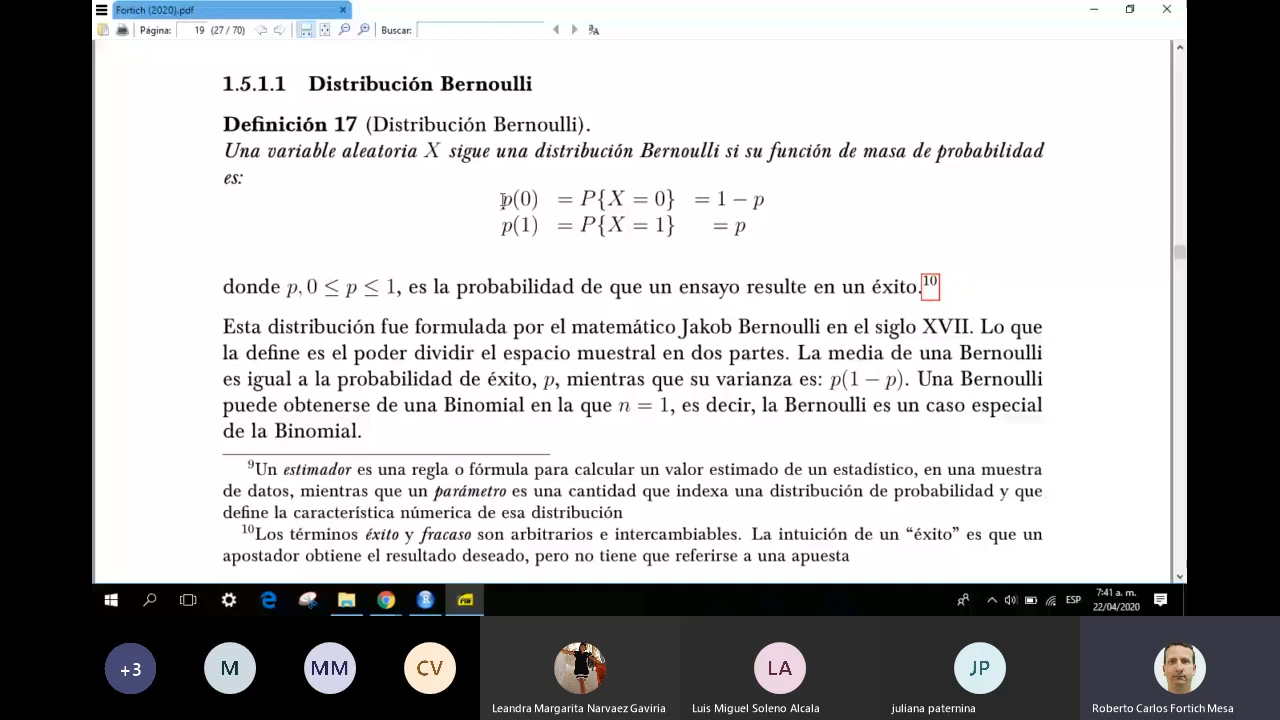 Fortich (2020).pdf
Página: 19 (27 / 70) Buscar:
1.5.1.1 Distribución Bernoulli
Definición 17 (Distribución Bernoulli).
Una variable aleatoria X sigue una distribución Bernoulli si su función de masa de probabilidad
es:
p(0) = P{X = 0} = 1 − p
p(1) = P{X = 1} = p
donde p, 0 ≤ p ≤ 1, es la probabilidad de que un ensayo resulte en un éxito.¹⁰
Esta distribución fue formulada por el matemático Jakob Bernoulli en el siglo XVII. Lo que
la define es el poder dividir el espacio muestral en dos partes. La media de una Bernoulli
es igual a la probabilidad de éxito, p, mientras que su varianza es: p(1 − p). Una Bernoulli
puede obtenerse de una Binomial en la que n = 1, es decir, la Bernoulli es un caso especial
de la Binomial.
⁹Un estimador es una regla o fórmula para calcular un valor estimado de un estadístico, en una muestra
de datos, mientras que un parámetro es una cantidad que indexa una distribución de probabilidad y que
define la característica númerica de esa distribución
¹⁰Los términos éxito y fracaso son arbitrarios e intercambiables. La intuición de un “éxito” es que un
apostador obtiene el resultado deseado, pero no tiene que referirse a una apuesta
ESP
7:41 a. m.
22/04/2020
+3
M
MM
CV
LA
JP
Leandra Margarita Narvaez Gaviria
Luis Miguel Soleno Alcala
juliana paternina
Roberto Carlos Fortich Mesa